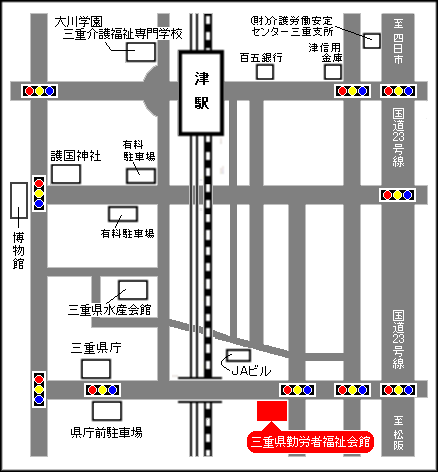 大川学園
三重介護福祉専門学校
(財)介護労働安定
センター三重支所
至 四日市
津信用
金庫
百五銀行
津駅
国道23号線
護国神社
有料
駐車場
有料駐車場
博物館
三重県水産会館
国道23号線
三重県庁
JAビル
県庁前駐車場
三重県勤労者福祉会館
至 松阪